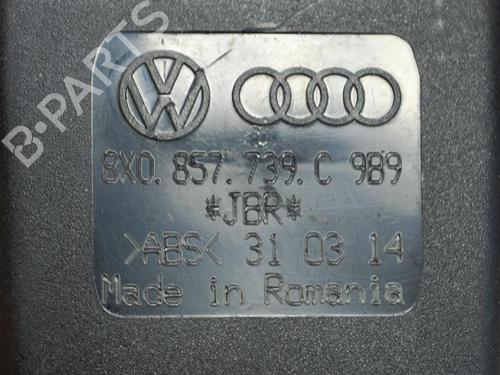 B-PARTS
8X0.857.739.C 9B9
*JBR*
>ABS< 31 03 14
Made in Romania